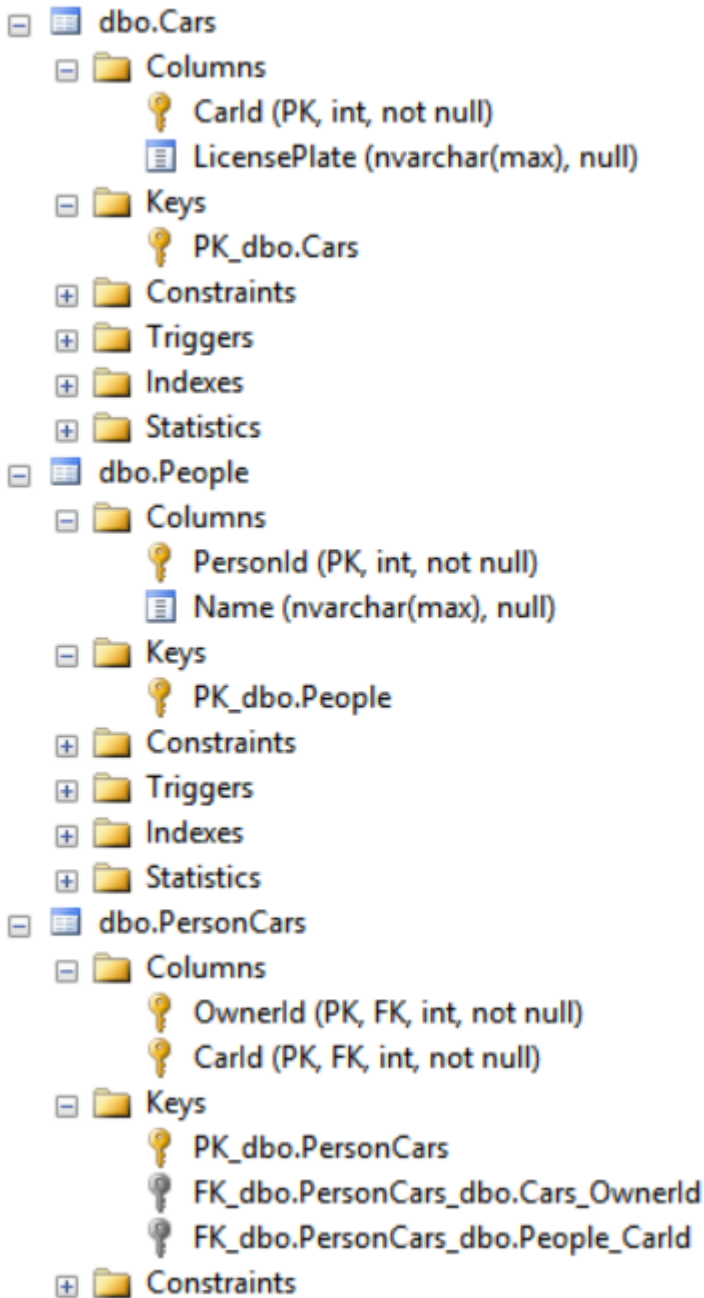 dbo.Cars
Columns
CarId (PK, int, not null)
LicensePlate (nvarchar(max), null)
Keys
PK_dbo.Cars
Constraints
Triggers
Indexes
Statistics
dbo.People
Columns
PersonId (PK, int, not null)
Name (nvarchar(max), null)
Keys
PK_dbo.People
Constraints
Triggers
Indexes
Statistics
dbo.PersonCars
Columns
OwnerId (PK, FK, int, not null)
CarId (PK, FK, int, not null)
Keys
PK_dbo.PersonCars
FK_dbo.PersonCars_dbo.Cars_OwnerId
FK_dbo.PersonCars_dbo.People_CarId
Constraints